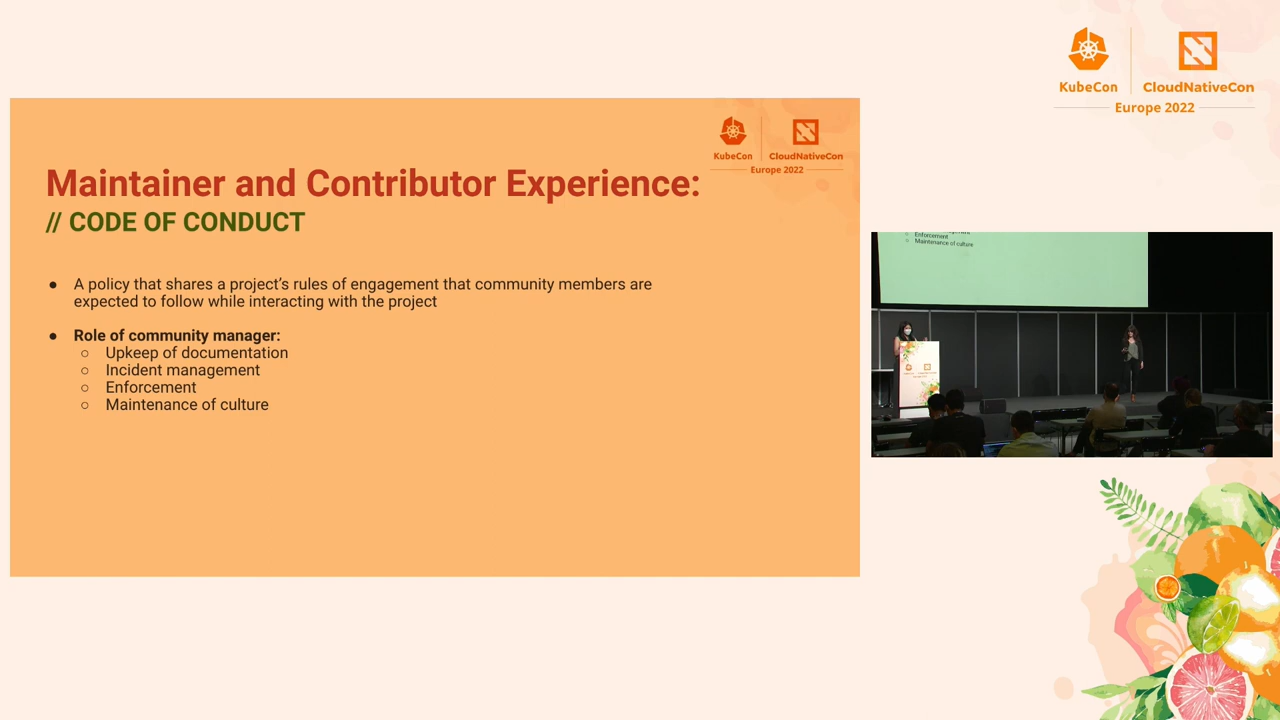 KubeCon
CloudNativeCon
Europe 2022
KubeCon
CloudNativeCon
Europe 2022
Maintainer and Contributor Experience:
// CODE OF CONDUCT
● A policy that shares a project's rules of engagement that community members are
expected to follow while interacting with the project
● Role of community manager:
○ Upkeep of documentation
○ Incident management
○ Enforcement
○ Maintenance of culture
○ Enforcement
○ Maintenance of culture